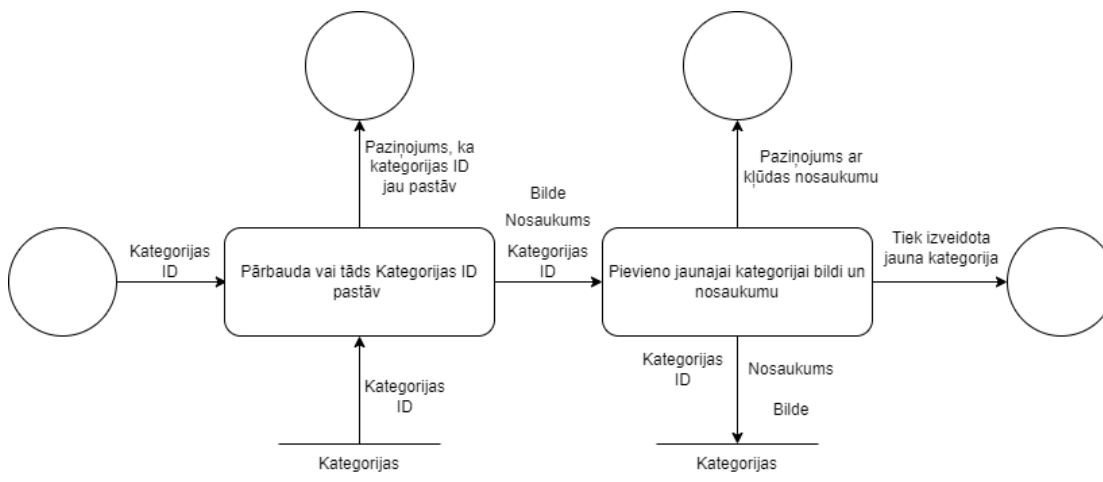 Paziņojums, ka
kategorijas ID
jau pastāv
Paziņojums ar
kļūdas nosaukumu
Kategorijas
ID
Pārbauda vai tāds Kategorijas ID
pastāv
Bilde
Nosaukums
Kategorijas
ID
Pievieno jaunajai kategorijai bildi un
nosaukumu
Tiek izveidota
jauna kategorija
Kategorijas
ID
Kategorijas
Kategorijas
ID
Nosaukums
Bilde
Kategorijas